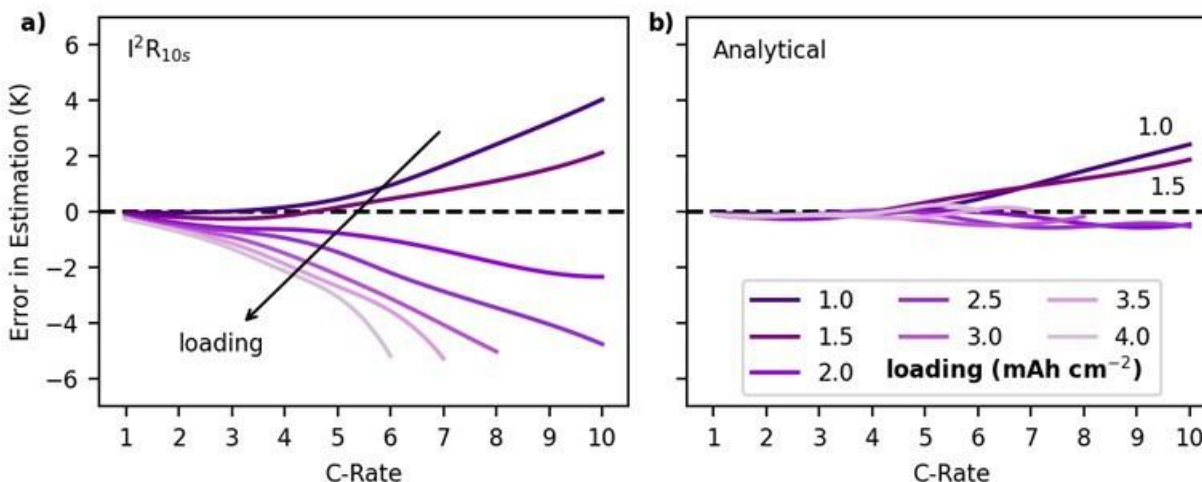 a)
I²R₁₀ₛ
6
4
2
0
−2
−4
−6
Error in Estimation (K)
loading
1 2 3 4 5 6 7 8 9 10
C-Rate
b)
Analytical
1.0
1.5
1.0 2.5 3.5
1.5 3.0 4.0
2.0 loading (mAh cm⁻²)
1 2 3 4 5 6 7 8 9 10
C-Rate